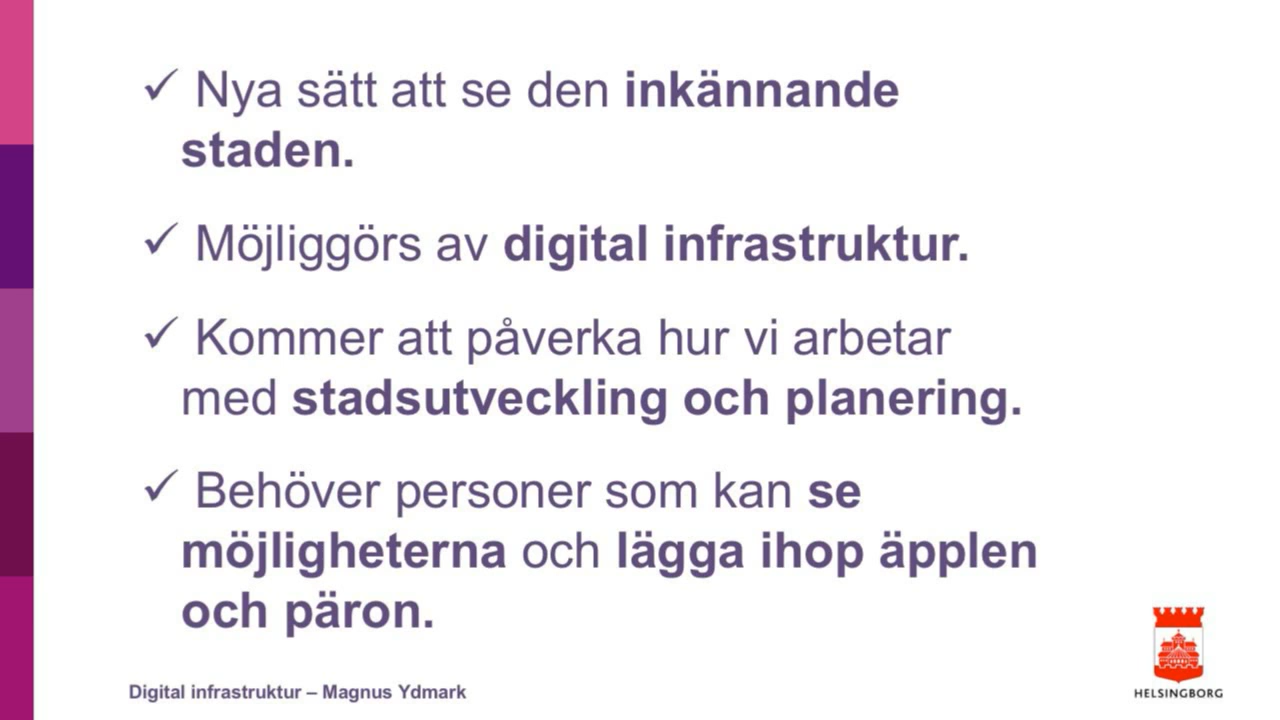 ✓ Nya sätt att se den inkännande
staden.
✓ Möjliggörs av digital infrastruktur.
✓ Kommer att påverka hur vi arbetar
med stadsutveckling och planering.
✓ Behöver personer som kan se
möjligheterna och lägga ihop äpplen
och päron.
Digital infrastruktur – Magnus Ydmark
HELSINGBORG